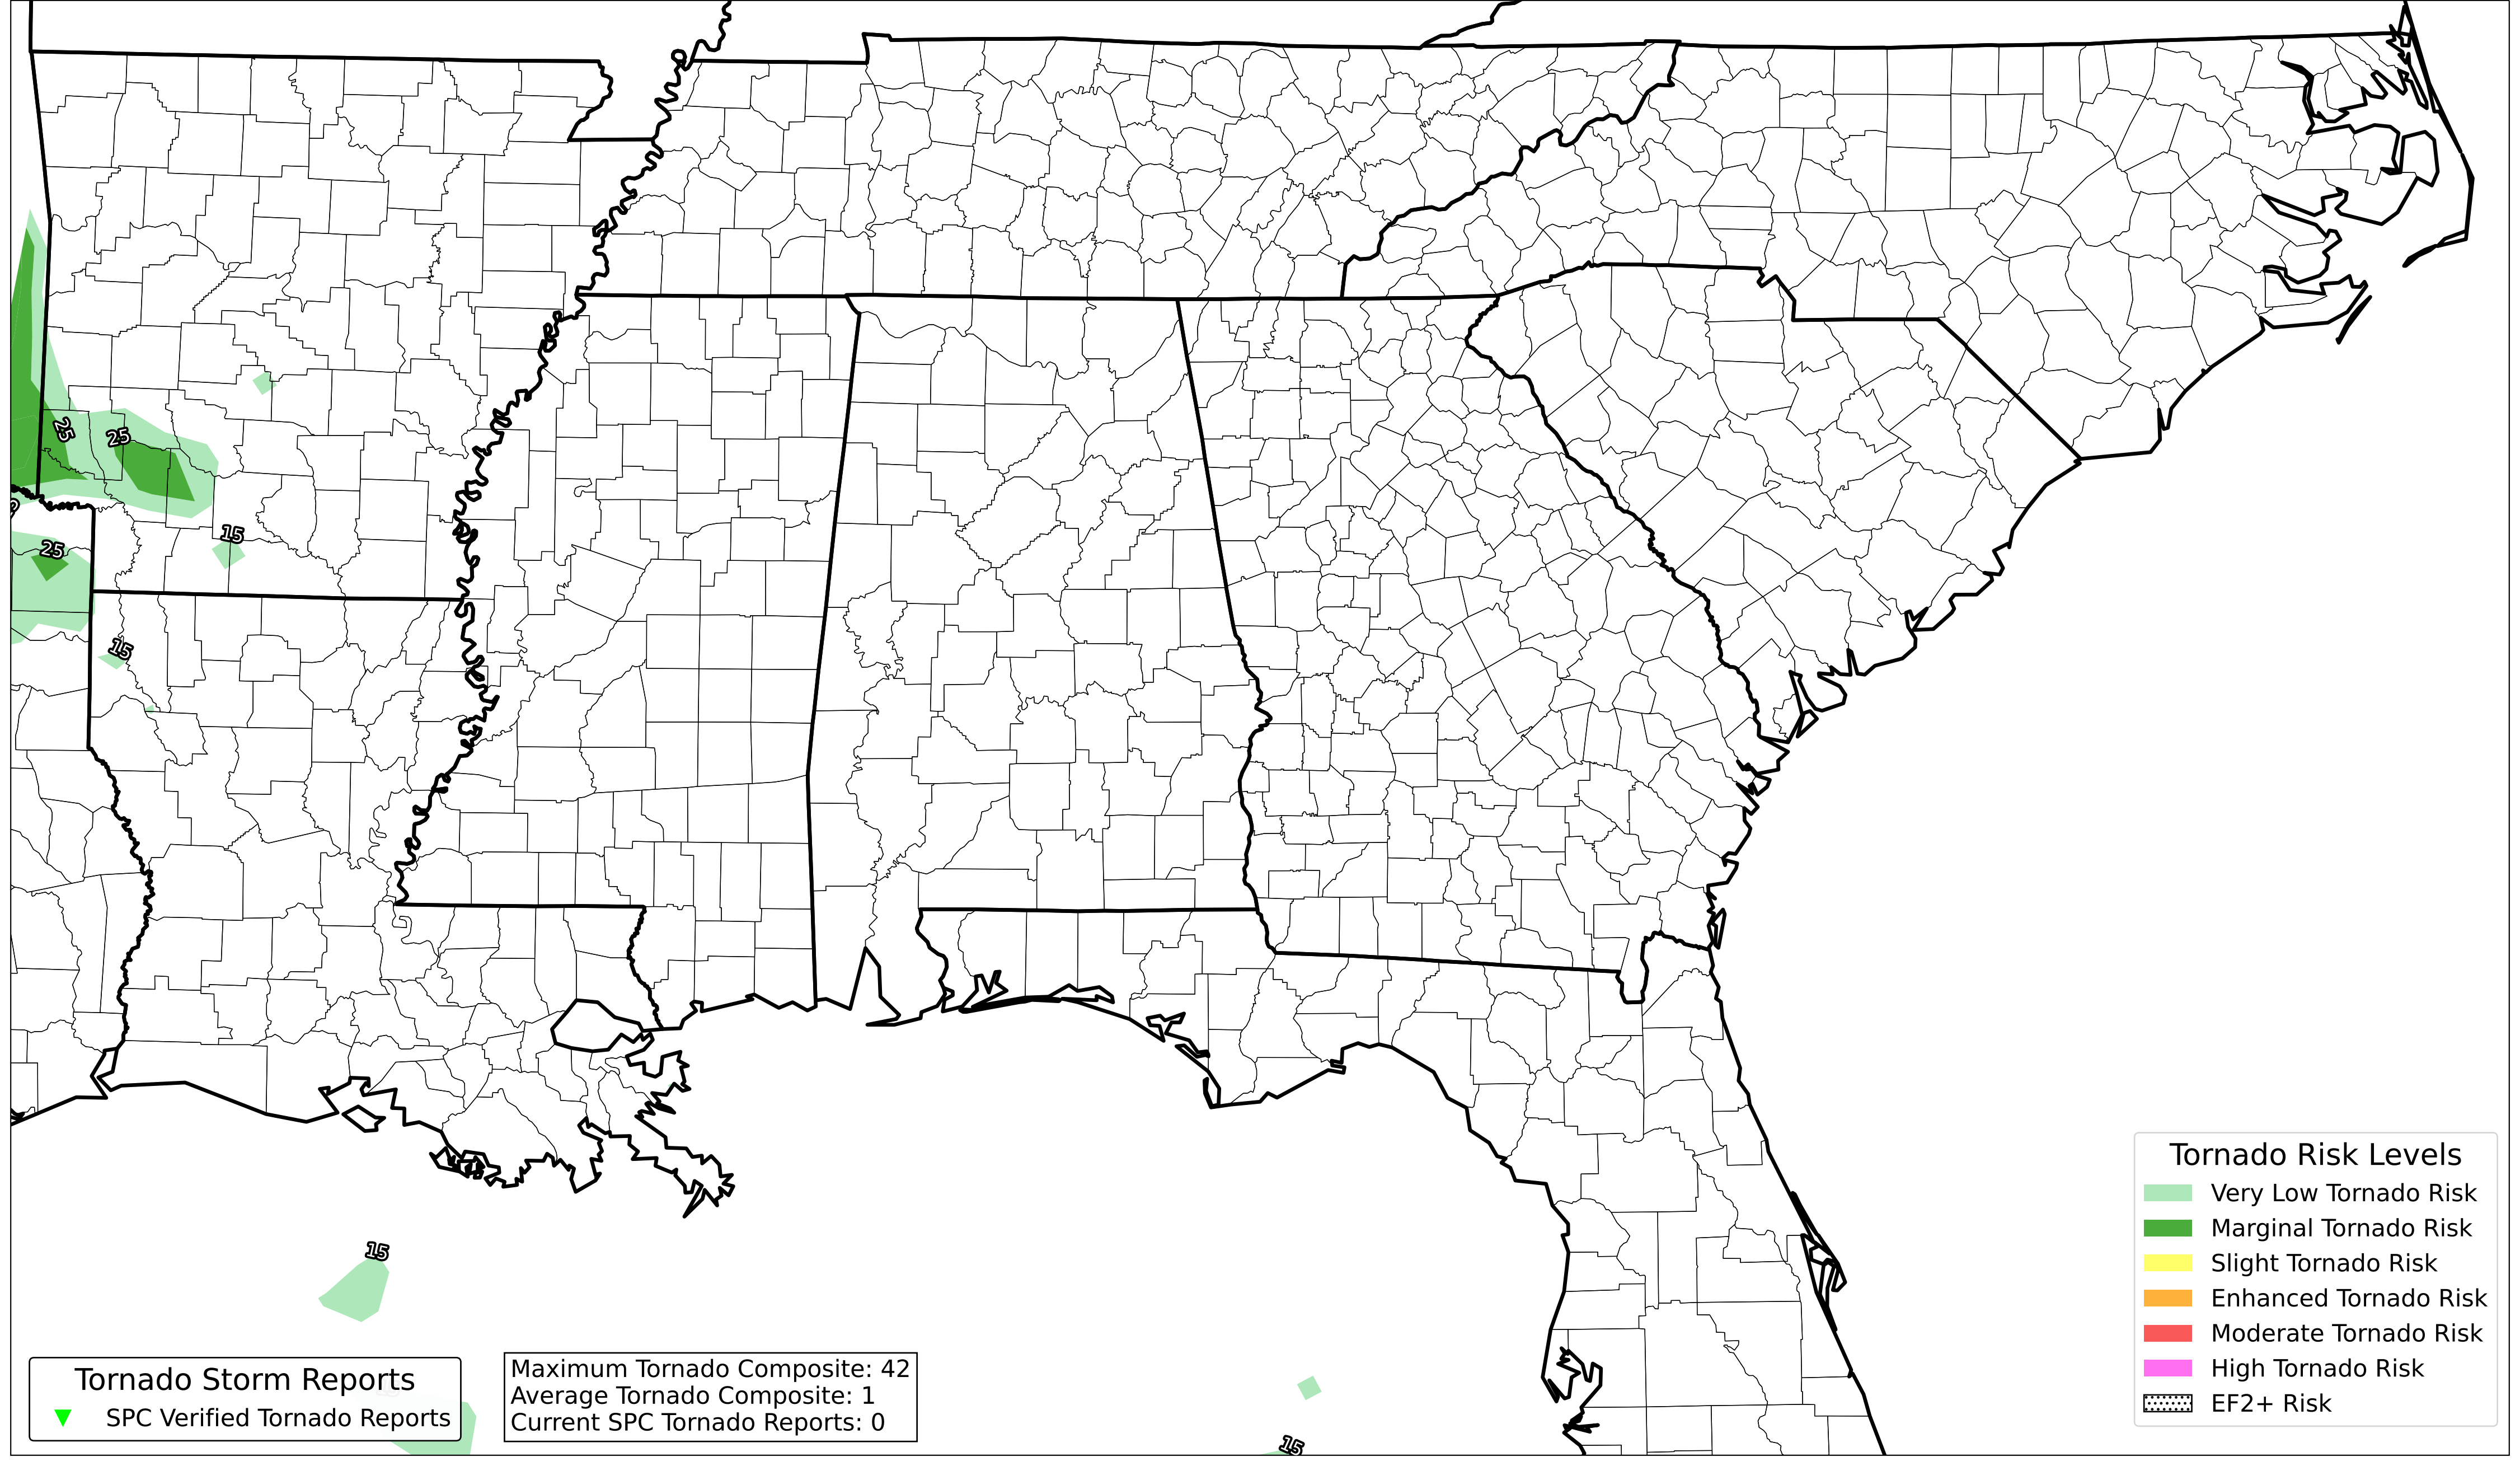 25
25
15
25
15
15
15
Tornado Risk Levels
Very Low Tornado Risk
Marginal Tornado Risk
Slight Tornado Risk
Enhanced Tornado Risk
Moderate Tornado Risk
High Tornado Risk
EF2+ Risk
Tornado Storm Reports
SPC Verified Tornado Reports
Maximum Tornado Composite: 42
Average Tornado Composite: 1
Current SPC Tornado Reports: 0